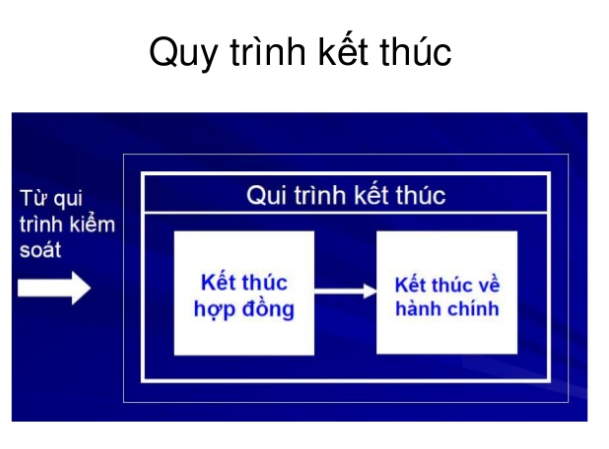 Quy trình kết thúc
Từ qui
trình kiểm
soát
Qui trình kết thúc
Kết thúc
hợp đồng
Kết thúc về
hành chính